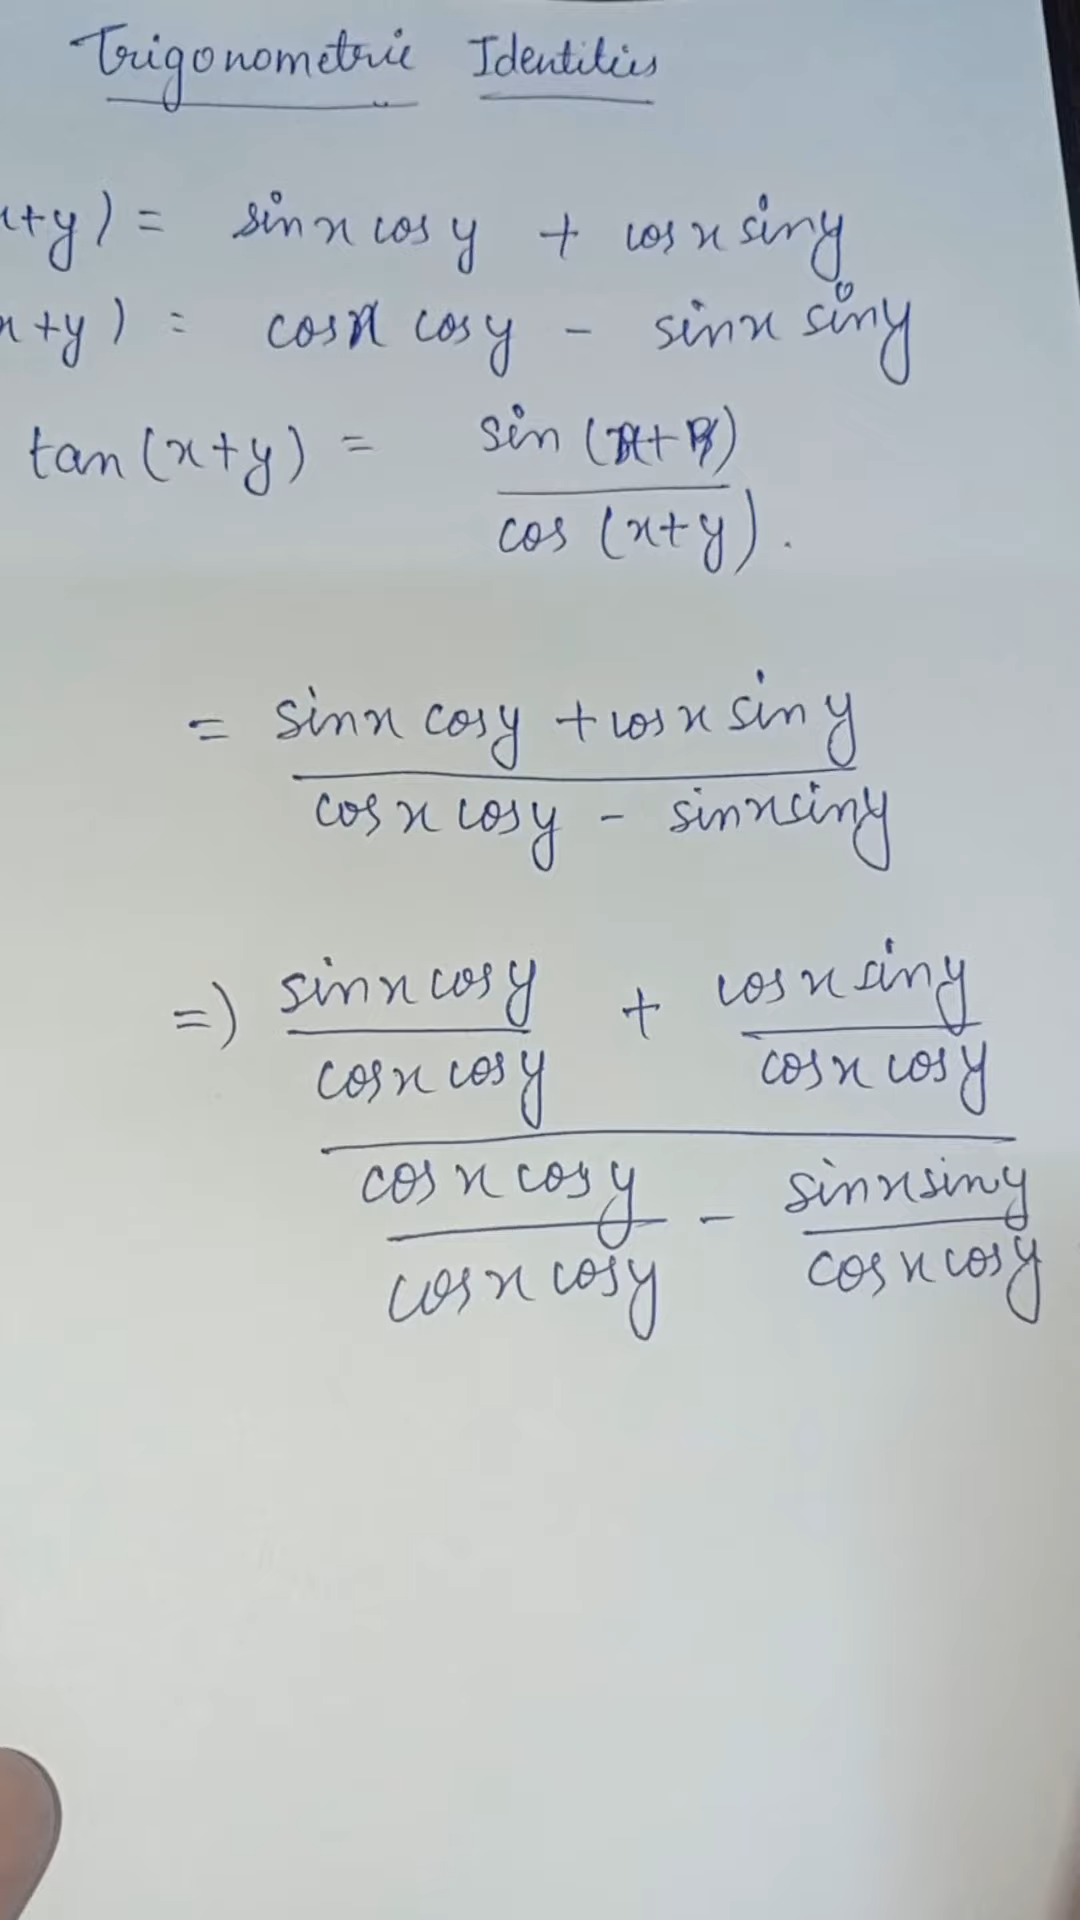 Trigonometric Identities
x+y) = sinx cosy + cosx siny
x+y) = cosx cosy - sinx siny
tan(x+y) = sin (x+y)
cos (x+y).
= sinx cosy + cosx siny
cosx cosy - sinx siny
=) sinx cosy + cosx siny
cosx cosy cosx cosy
cosx cosy - sinx siny
cosx cosy cosx cosy